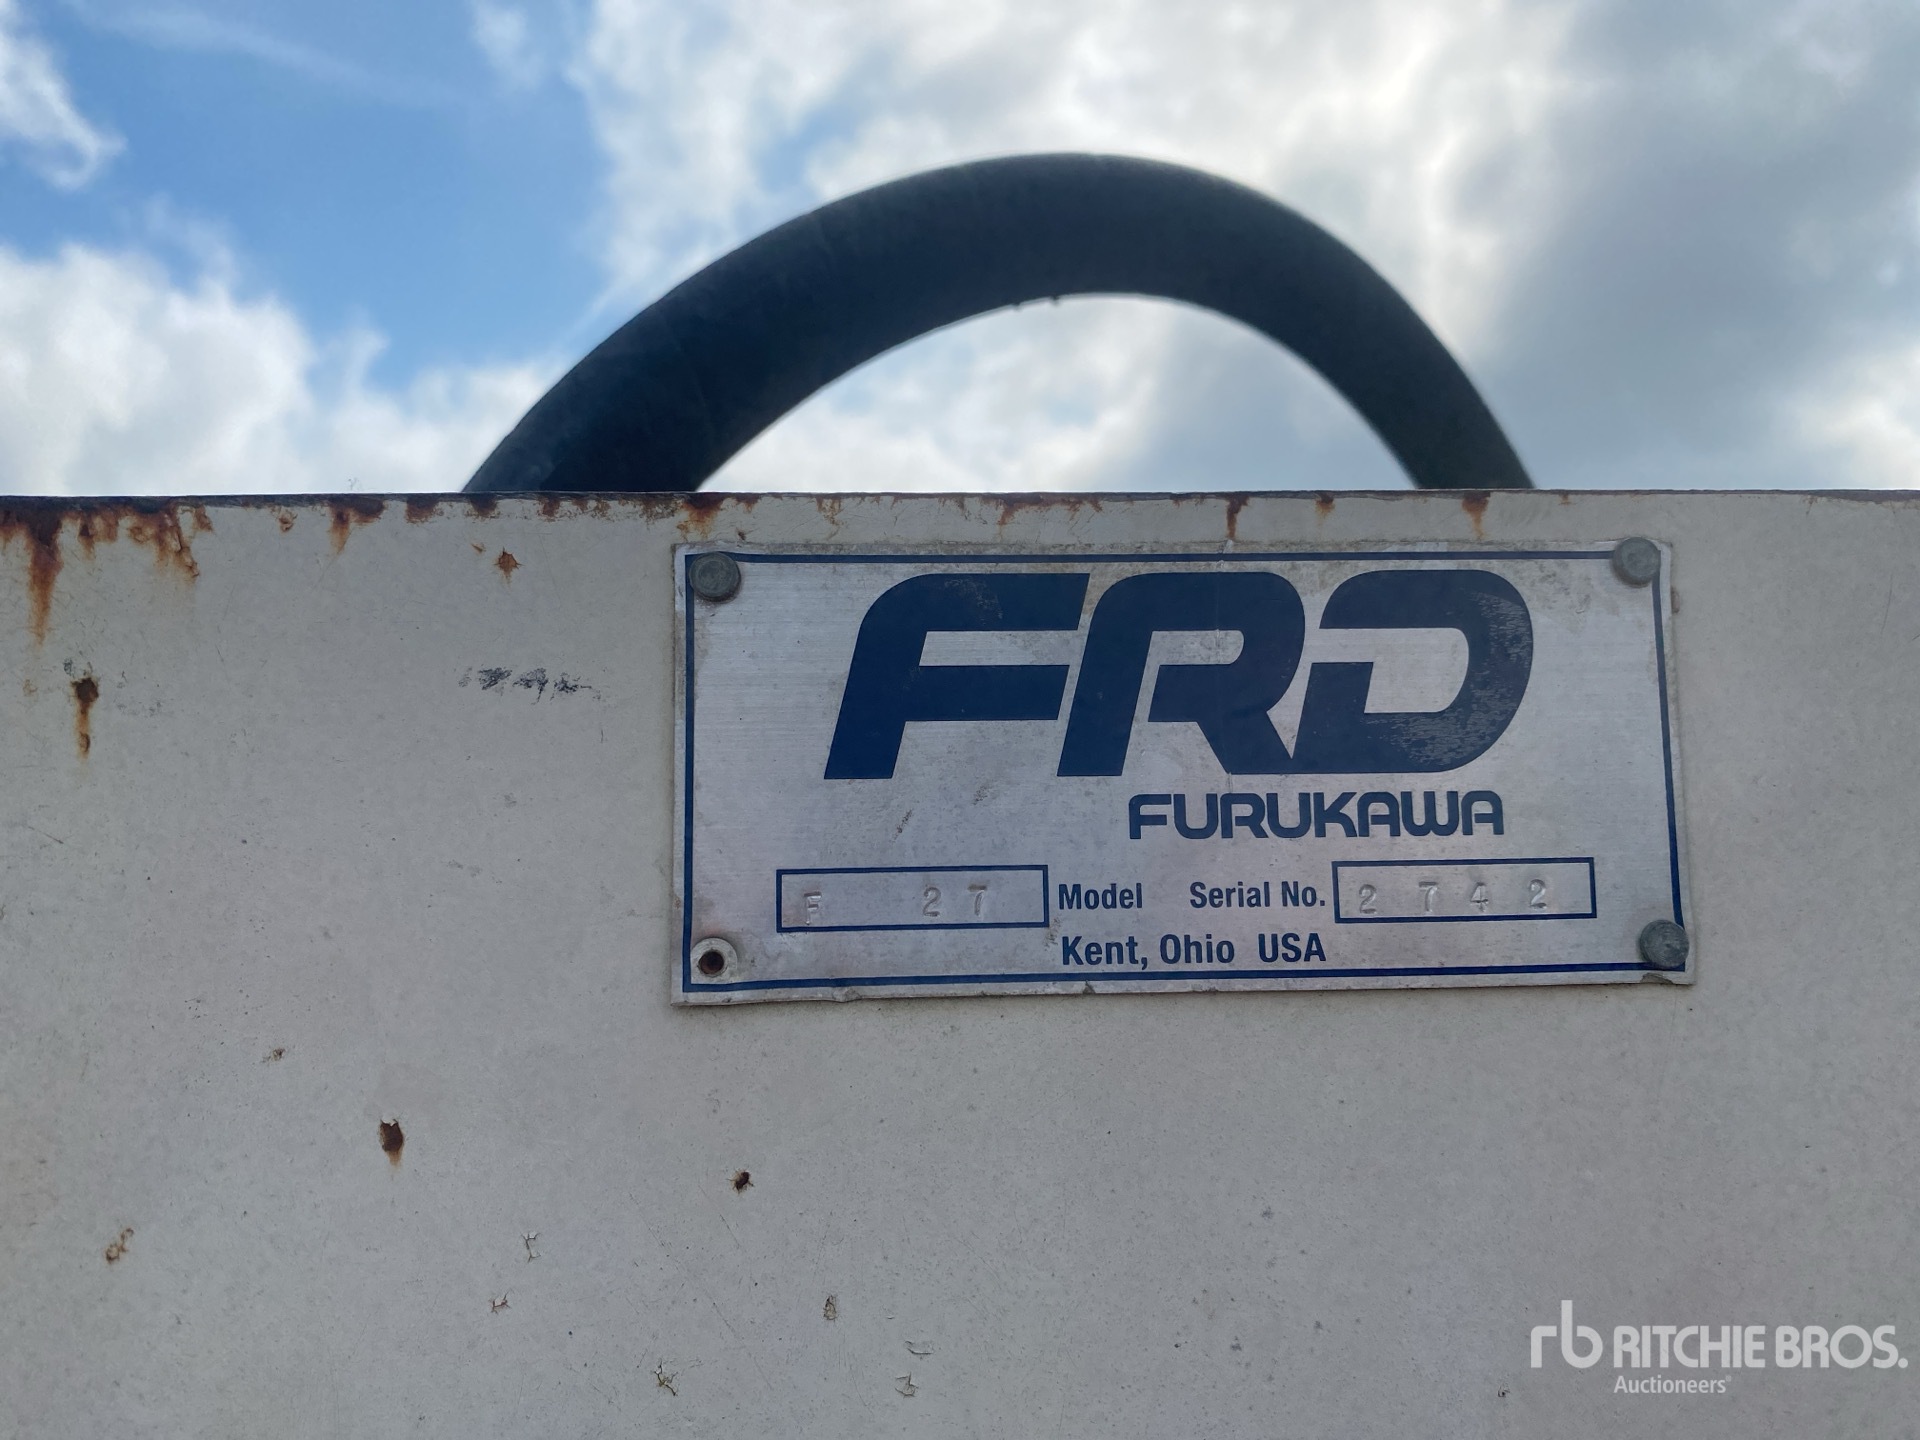 FRD
FURUKAWA
F 27 Model Serial No. 2742
Kent, Ohio USA
rb RITCHIE BROS.
Auctioneers